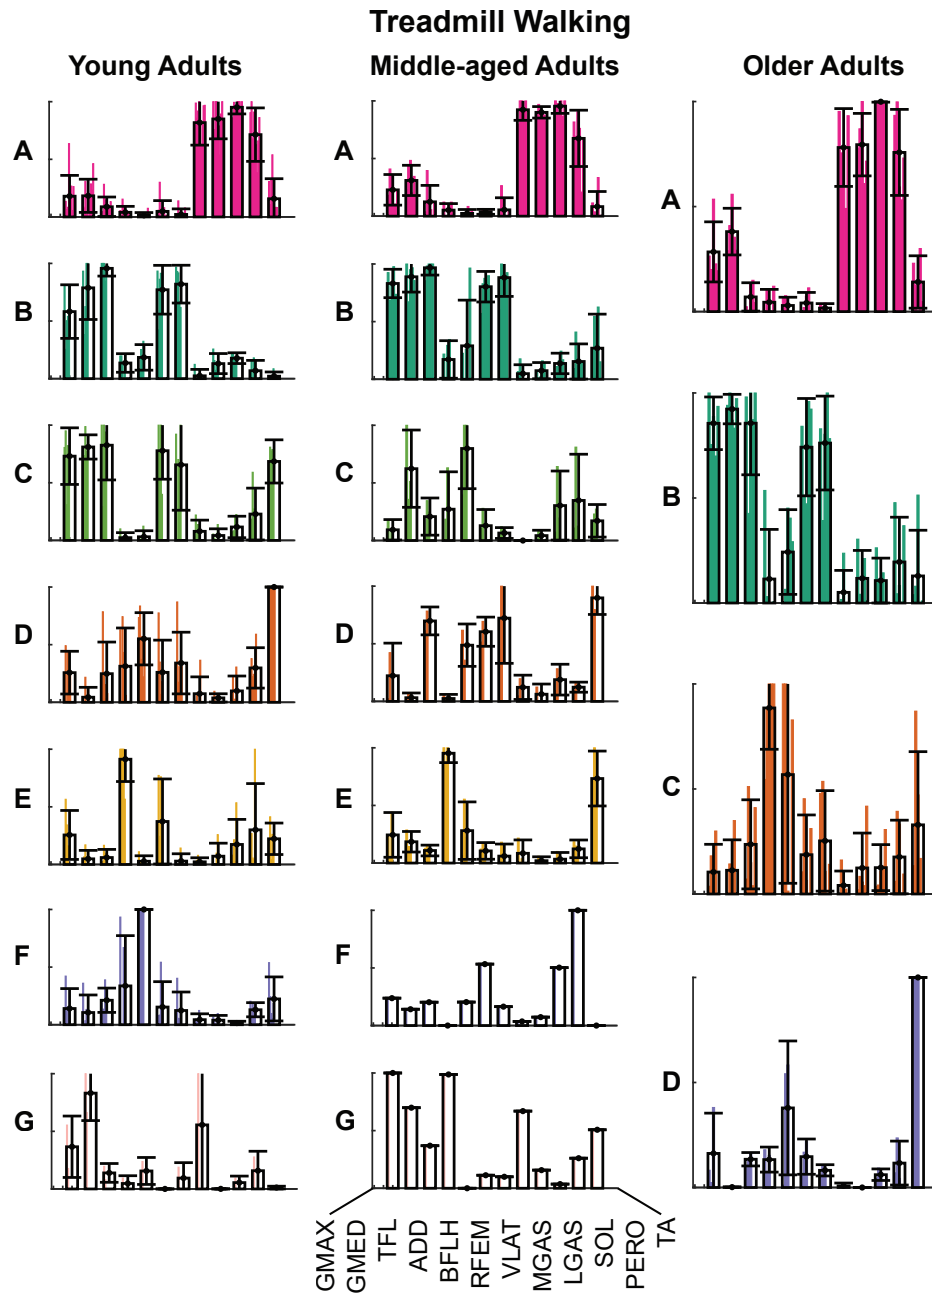 Treadmill Walking
Young Adults
Middle-aged Adults
Older Adults
A
B
C
D
E
F
G
A
B
C
D
E
F
G
A
B
C
D
GMAX
GMED
TFL
ADD
BFLH
RFEM
VLAT
MGAS
LGAS
SOL
PERO
TA